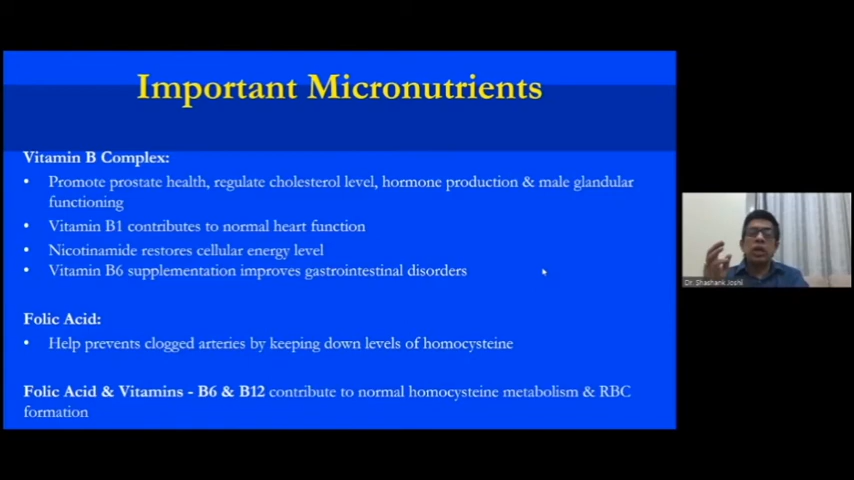 Important Micronutrients
Vitamin B Complex:
• Promote prostate health, regulate cholesterol level, hormone production & male glandular
functioning
• Vitamin B1 contributes to normal heart function
• Nicotinamide restores cellular energy level
• Vitamin B6 supplementation improves gastrointestinal disorders
Folic Acid:
• Help prevents clogged arteries by keeping down levels of homocysteine
Folic Acid & Vitamins - B6 & B12 contribute to normal homocysteine metabolism & RBC
formation
Dr. Shashank Joshi